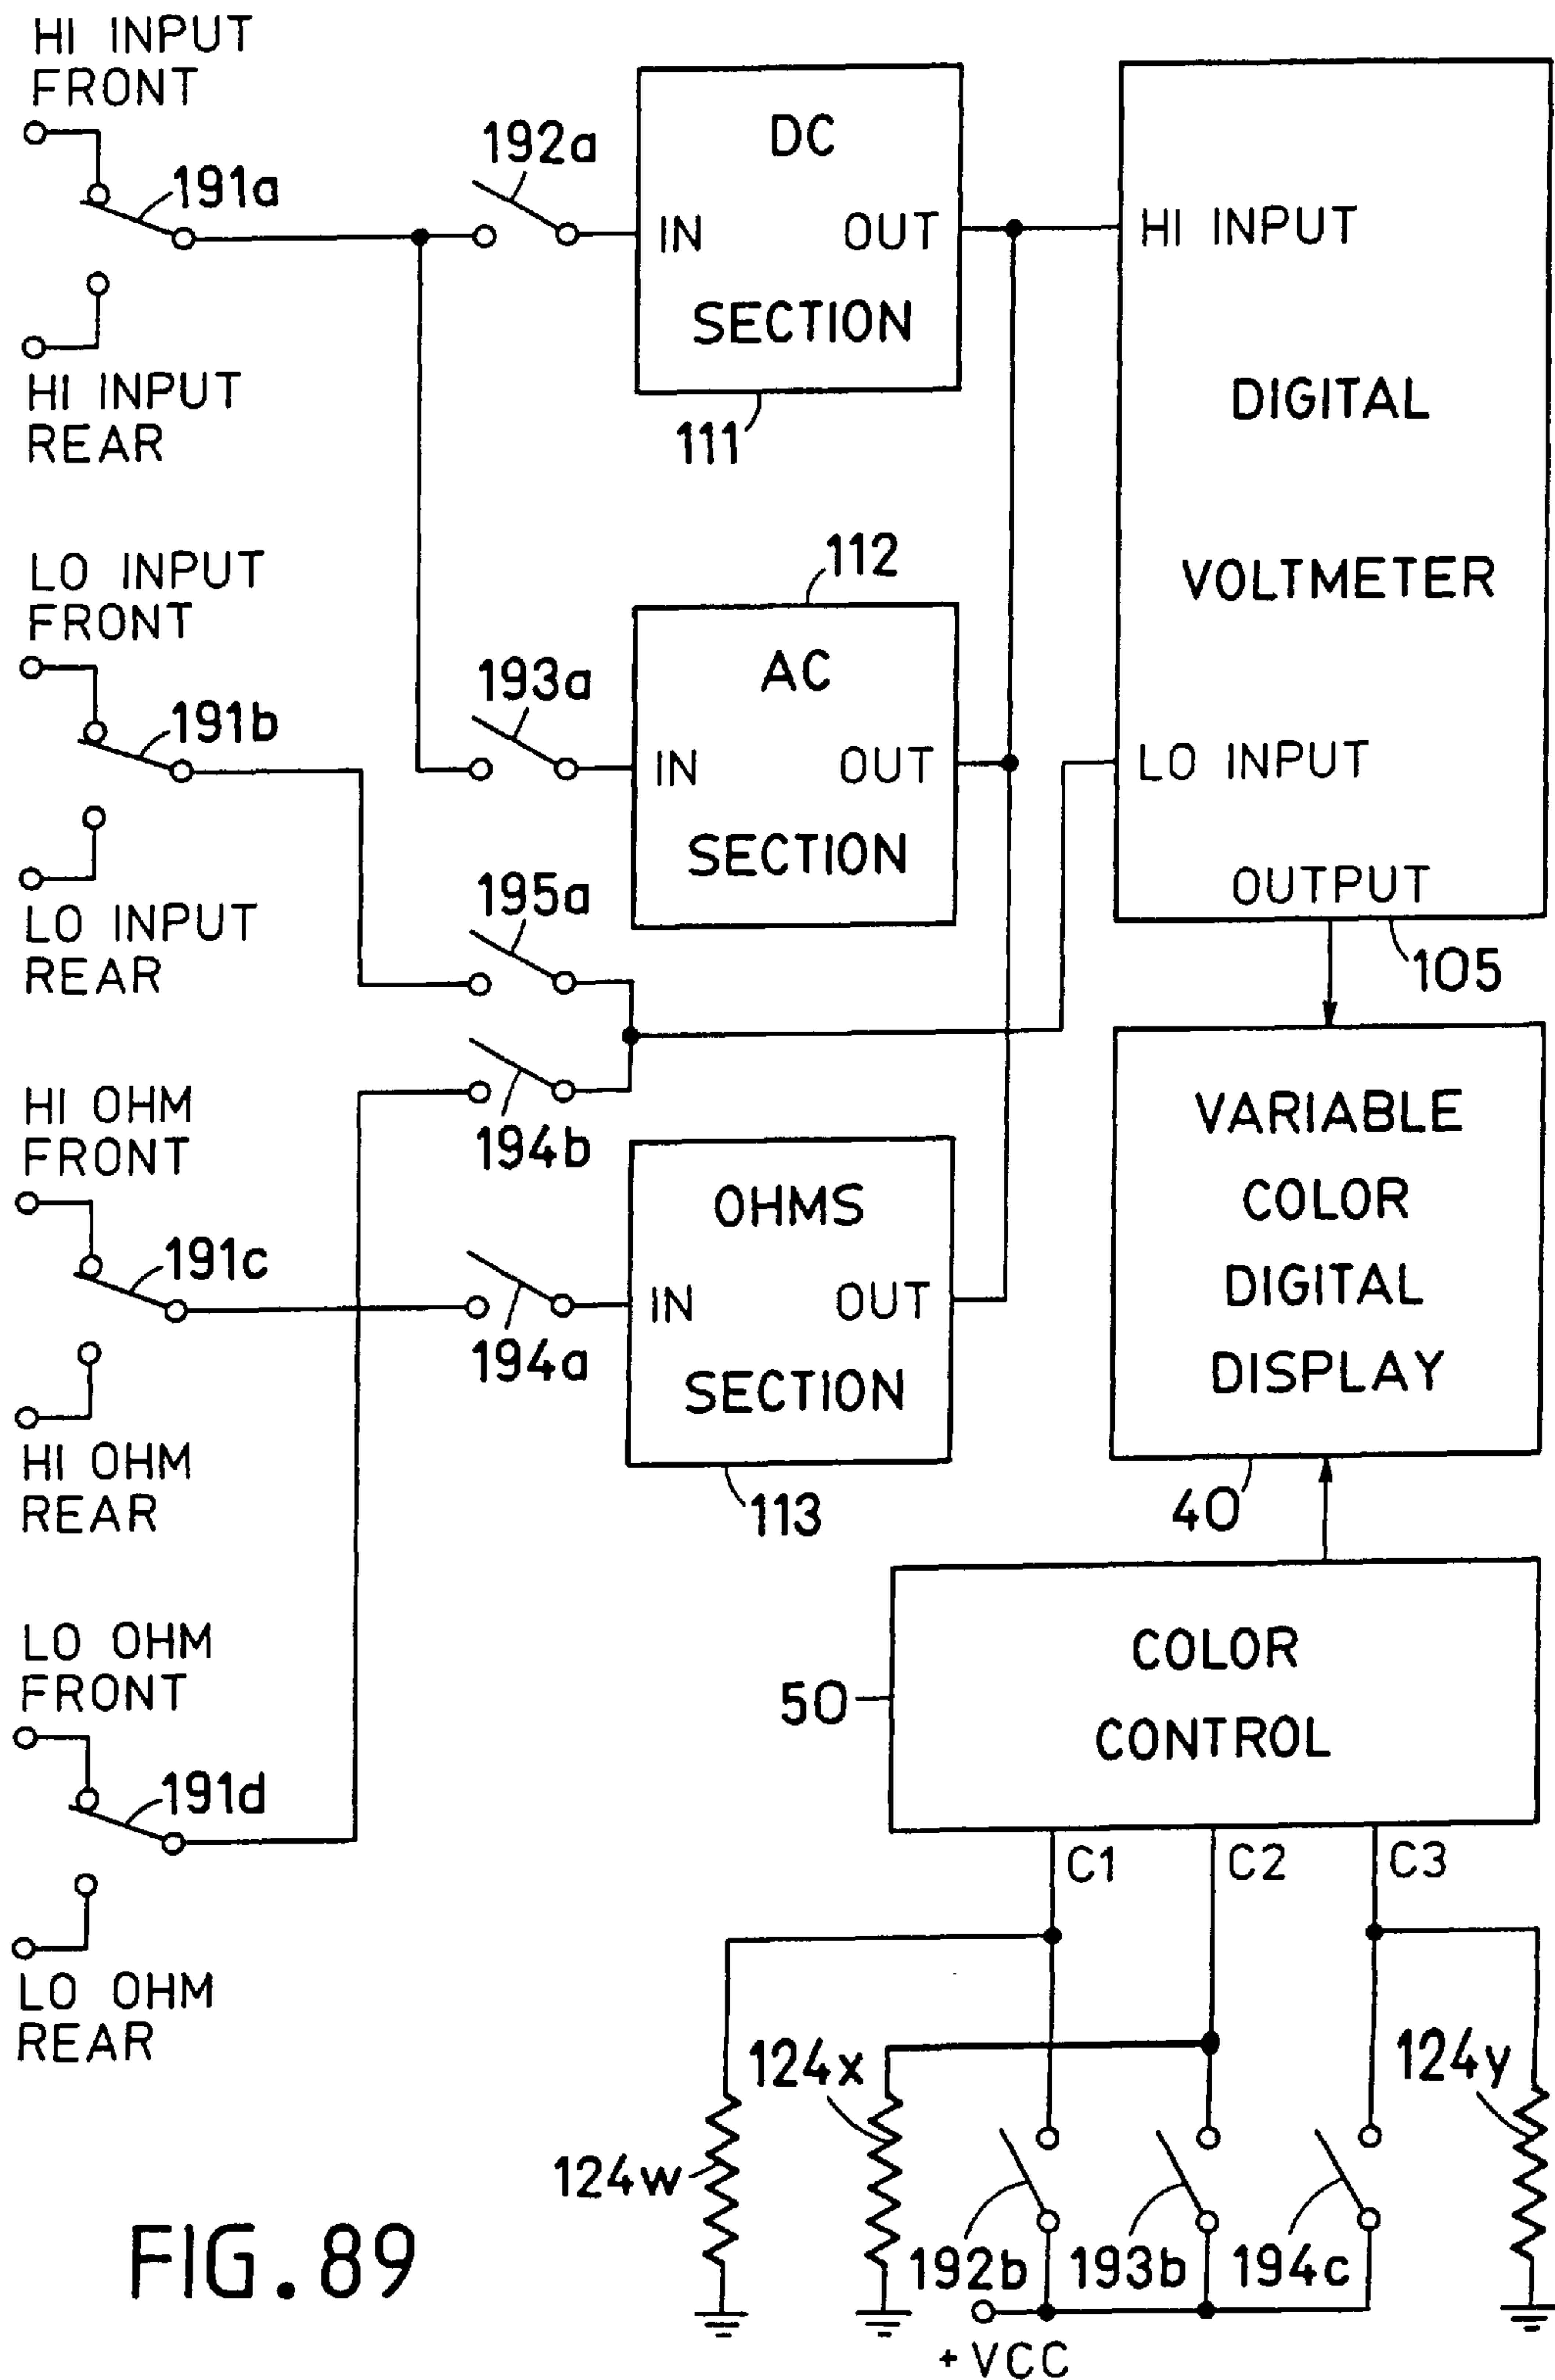 HI INPUT
FRONT
191a
HI INPUT
REAR
192a
DC
IN OUT
SECTION
111
HI INPUT
DIGITAL
VOLTMETER
LO INPUT
OUTPUT
105
LO INPUT
FRONT
191b
LO INPUT
REAR
193a
112
AC
IN OUT
SECTION
195a
194b
HI OHM
FRONT
191c
HI OHM
REAR
194a
OHMS
IN OUT
SECTION
113
VARIABLE
COLOR
DIGITAL
DISPLAY
40
LO OHM
FRONT
191d
LO OHM
REAR
50
COLOR
CONTROL
C1 C2 C3
124w
124x
124y
192b
193b
194c
+VCC
FIG. 89